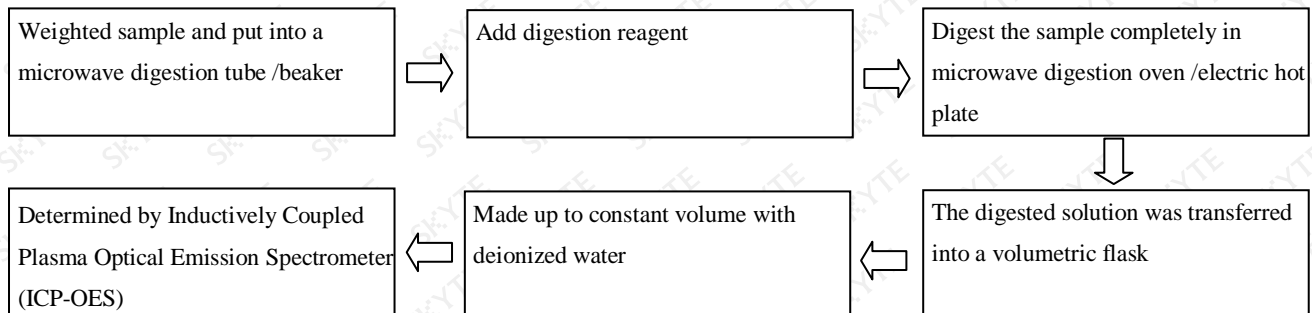 Weighted sample and put into a
microwave digestion tube /beaker
Add digestion reagent
Digest the sample completely in
microwave digestion oven /electric hot
plate
The digested solution was transferred
into a volumetric flask
Made up to constant volume with
deionized water
Determined by Inductively Coupled
Plasma Optical Emission Spectrometer
(ICP-OES)
SKYTE